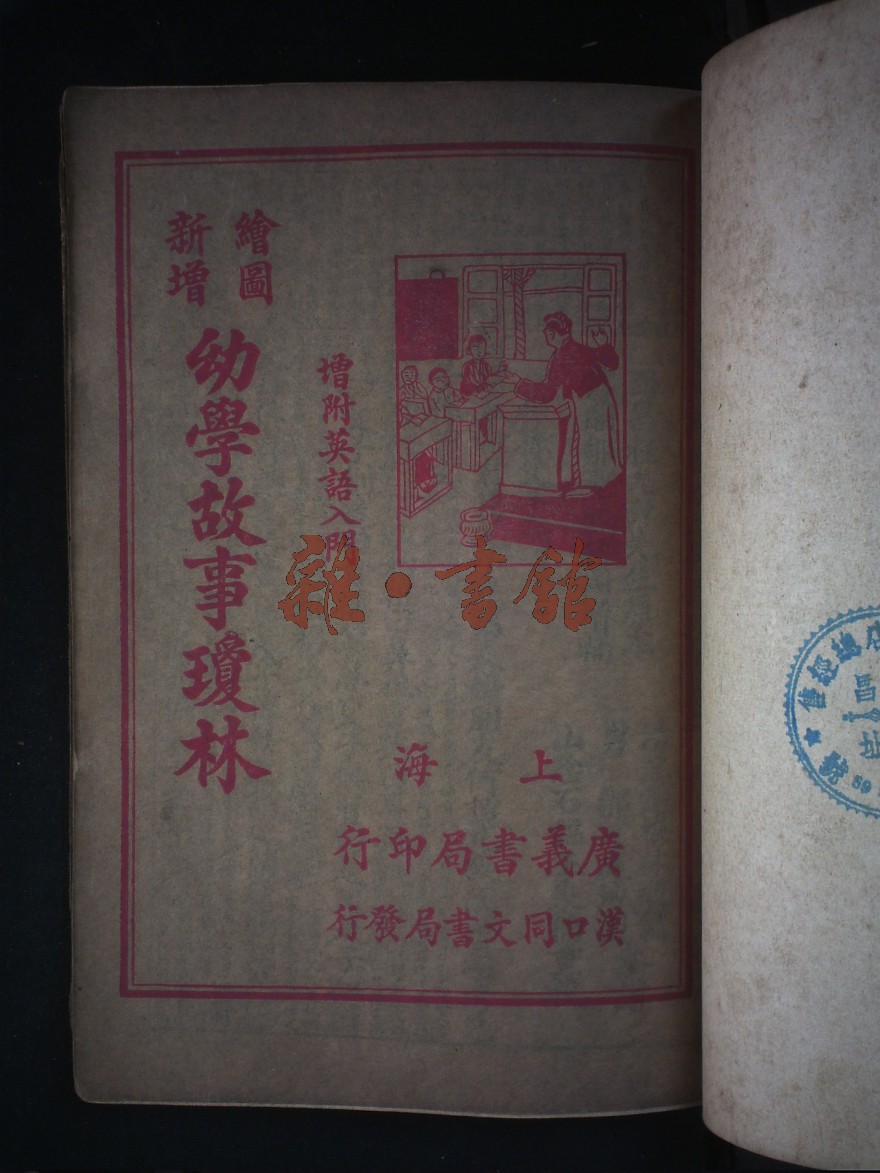 繪圖
新增
幼學故事瓊林
增附英語入門
上海
廣義書局印行
漢口同文書局發行
雜·書館